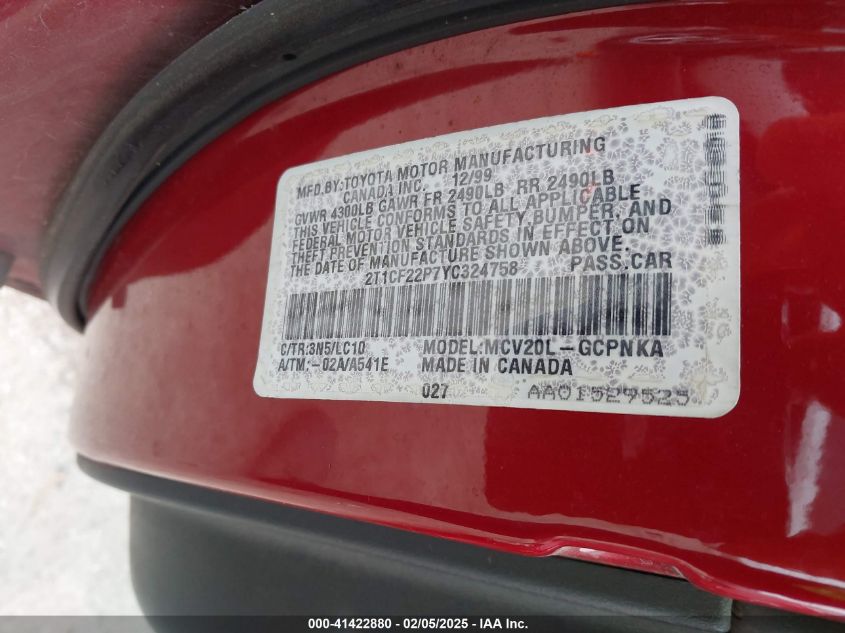 MFD.BY:TOYOTA MOTOR MANUFACTURING
CANADA INC. 12/99
GVWR 4300LB GAWR FR 2490LB RR 2490LB
THIS VEHICLE CONFORMS TO ALL APPLICABLE
FEDERAL MOTOR VEHICLE SAFETY,BUMPER, AND
THEFT PREVENTION STANDARDS IN EFFECT ON
THE DATE OF MANUFACTURE SHOWN ABOVE.
2T1CF22P7YC324758 PASS.CAR
C/TR:3N5/LC10 MODEL:MCV20L-GCPNKA
A/TM:-02A/A541E MADE IN CANADA
027 AA01529525
000-41422880 - 02/05/2025 - IAA Inc.